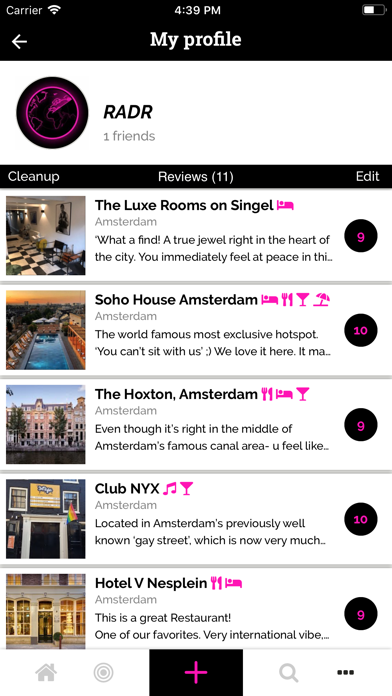 Carrier 4:39 PM
My profile
RADR
1 friends
Cleanup Reviews (11) Edit
The Luxe Rooms on Singel
Amsterdam
‘What a find! A true jewel right in the heart of
the city. You immediately feel at peace in thi...
9
Soho House Amsterdam
Amsterdam
The world famous most exclusive hotspot.
‘You can’t sit with us’ ;) We love it here. It ma...
10
The Hoxton, Amsterdam
Amsterdam
Even though it’s right in the middle of
Amsterdam’s famous canal area- u feel like...
9
Club NYX
Amsterdam
Located in Amsterdam’s previously well
known ‘gay street’, which is now very much...
10
Hotel V Nesplein
Amsterdam
This is a great Restaurant!
One of our favorites. Very international vibe,...
9